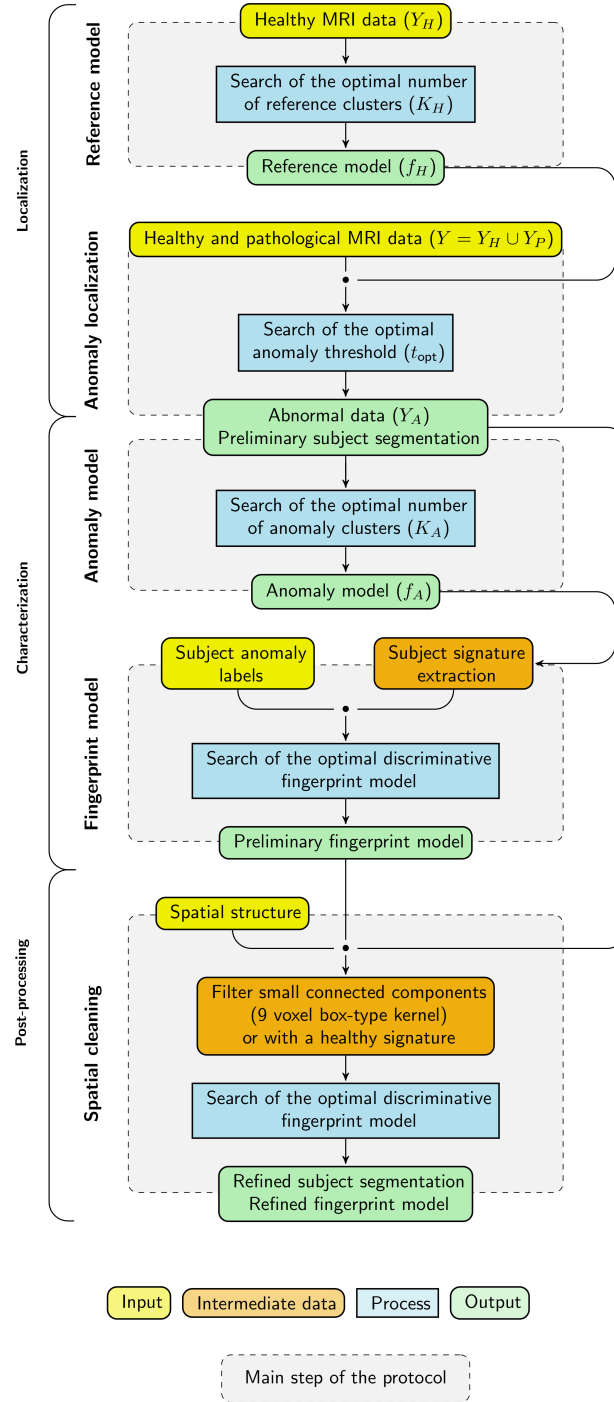 Localization
Reference model
Healthy MRI data (Y_H)
Search of the optimal number
of reference clusters (K_H)
Reference model (f_H)
Anomaly localization
Healthy and pathological MRI data (Y = Y_H ∪ Y_P)
Search of the optimal
anomaly threshold (t_opt)
Abnormal data (Y_A)
Preliminary subject segmentation
Characterization
Anomaly model
Search of the optimal number
of anomaly clusters (K_A)
Anomaly model (f_A)
Fingerprint model
Subject anomaly
labels
Subject signature
extraction
Search of the optimal discriminative
fingerprint model
Preliminary fingerprint model
Post-processing
Spatial cleaning
Spatial structure
Filter small connected components
(9 voxel box-type kernel)
or with a healthy signature
Search of the optimal discriminative
fingerprint model
Refined subject segmentation
Refined fingerprint model
Input
Intermediate data
Process
Output
Main step of the protocol